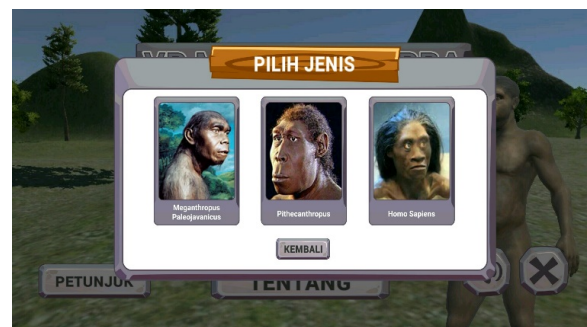 PILIH JENIS
Meganthropus
Paleojavanicus
Pithecanthropus
Homo Sapiens
KEMBALI
PETUNJUK
TENTANG